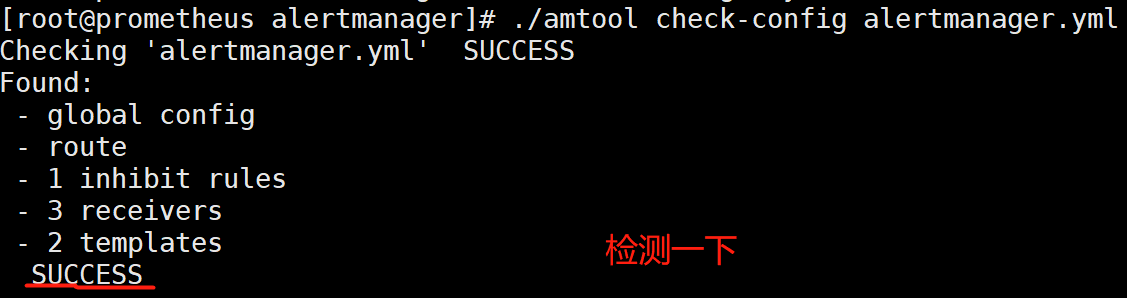 [root@prometheus alertmanager]# ./amtool check-config alertmanager.yml
Checking 'alertmanager.yml'  SUCCESS
Found:
 - global config
 - route
 - 1 inhibit rules
 - 3 receivers
 - 2 templates
检测一下
  SUCCESS